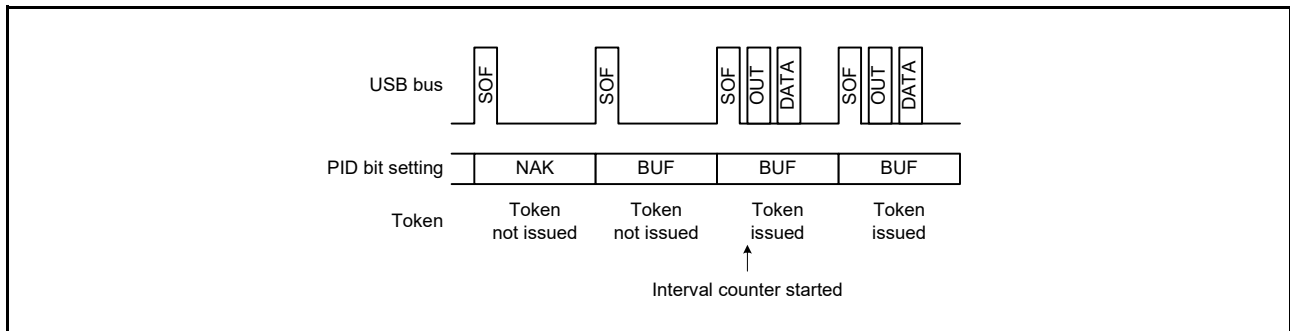 USB bus
SOF
SOF
SOF
OUT
DATA
SOF
OUT
DATA
PID bit setting
NAK
BUF
BUF
BUF
Token
Token
not issued
Token
not issued
Token
issued
Token
issued
Interval counter started